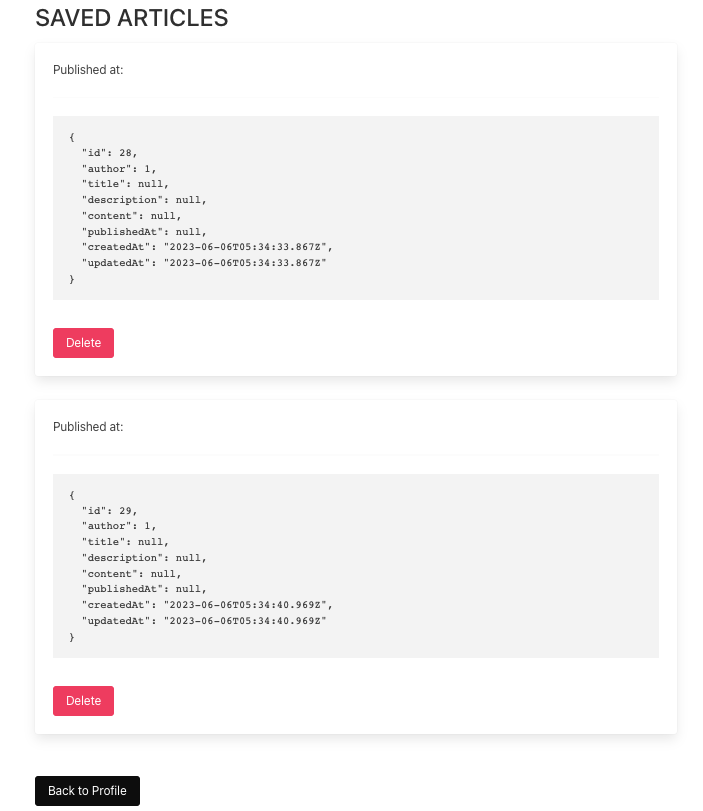 SAVED ARTICLES
Published at:
{
  "id": 28,
  "author": 1,
  "title": null,
  "description": null,
  "content": null,
  "publishedAt": null,
  "createdAt": "2023-06-06T05:34:33.867Z",
  "updatedAt": "2023-06-06T05:34:33.867Z"
}
Delete
Published at:
{
  "id": 29,
  "author": 1,
  "title": null,
  "description": null,
  "content": null,
  "publishedAt": null,
  "createdAt": "2023-06-06T05:34:40.969Z",
  "updatedAt": "2023-06-06T05:34:40.969Z"
}
Delete
Back to Profile